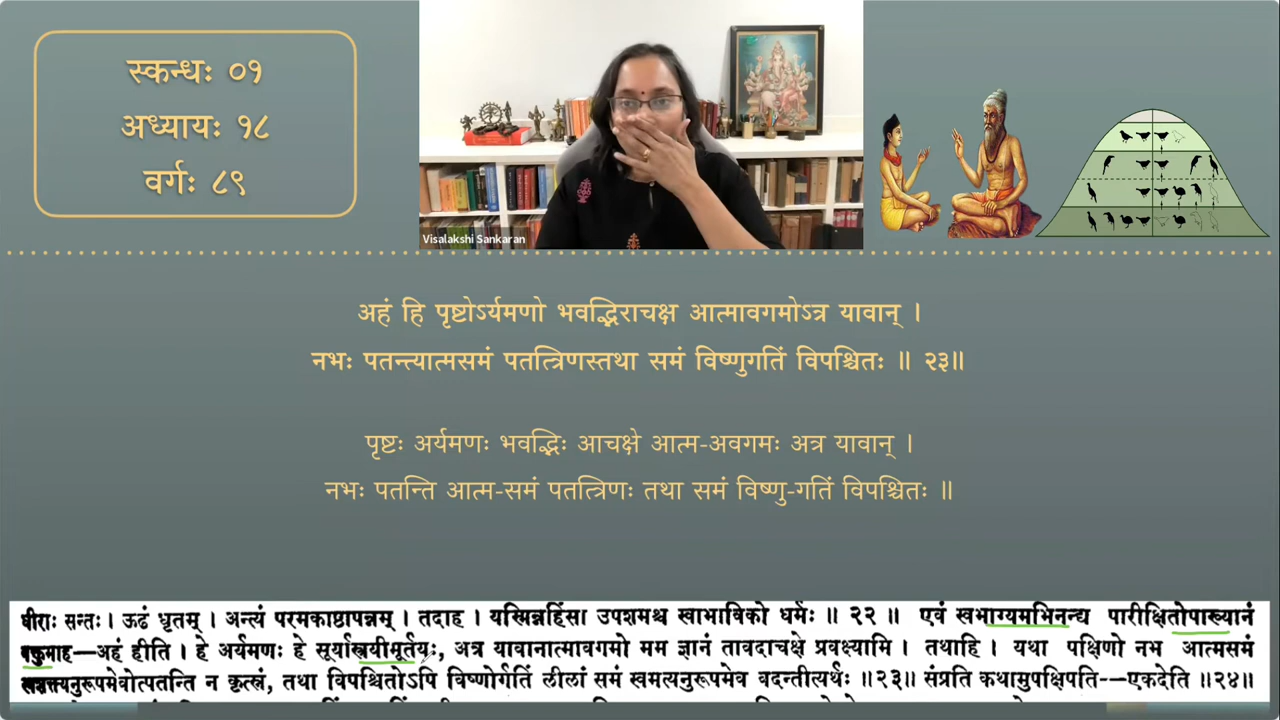 स्कन्धः ०१
अध्यायः १८
वर्गः ८९
Visalakshi Sankaran
अहं हि पृष्टोऽर्यमणो भवद्भिराचक्ष आत्मावगमोऽत्र यावान् ।
नभः पतन्त्यात्मसमं पतत्त्रिणस्तथा समं विष्णुगतिं विपश्चितः ॥ २३॥
पृष्टः अर्यमणः भवद्भिः आचक्षे आत्म-अवगमः अत्र यावान् ।
नभः पतन्ति आत्म-समं पतत्त्रिणः तथा समं विष्णु-गतिं विपश्चितः ॥
धीराः सन्तः । ऊढं धृतम् । अन्त्यं परमकाष्ठापन्नम् । तदाह । यस्मिन्नहिंसा उपशमश्च स्वाभाविको धर्मः ॥ २२ ॥ एवं स्वभाग्यमभिनन्द्य पारीक्षितोपाख्यानं
वक्तुमाह—अहं हीति । हे अर्यमणः हे सूर्यास्त्रयीमूर्तयः, अत्र यावानात्मावगमो मम ज्ञानं तावदाचक्षे प्रवक्ष्यामि । तथाहि । यथा पक्षिणो नभ आत्मसमं
स्वशक्त्यनुरूपमेवोत्पतन्ति न कृत्स्नं, तथा विपश्चितोऽपि विष्णोर्गतिं लीलां समं स्वमत्यनुरूपमेव वदन्तीत्यर्थः ॥२३॥ संप्रति कथामुपक्षिपति––एकदेति ॥२४॥